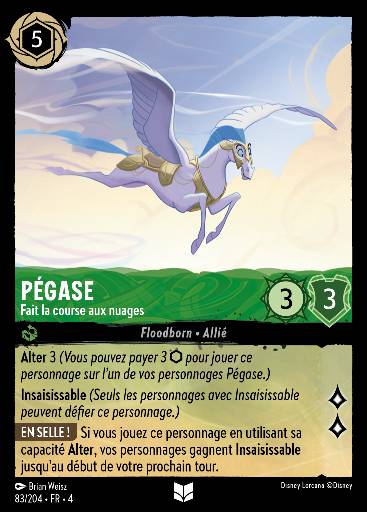 5
PÉGASE
Fait la course aux nuages
3
3
Floodborn • Allié
Alter 3 (Vous pouvez payer 3 pour jouer ce
personnage sur l'un de vos personnages Pégase.)
Insaisissable (Seuls les personnages avec Insaisissable
peuvent défier ce personnage.)
EN SELLE ! Si vous jouez ce personnage en utilisant sa
capacité Alter, vos personnages gagnent Insaisissable
jusqu'au début de votre prochain tour.
Brian Weisz
Disney Lorcana ©Disney
83/204 • FR • 4